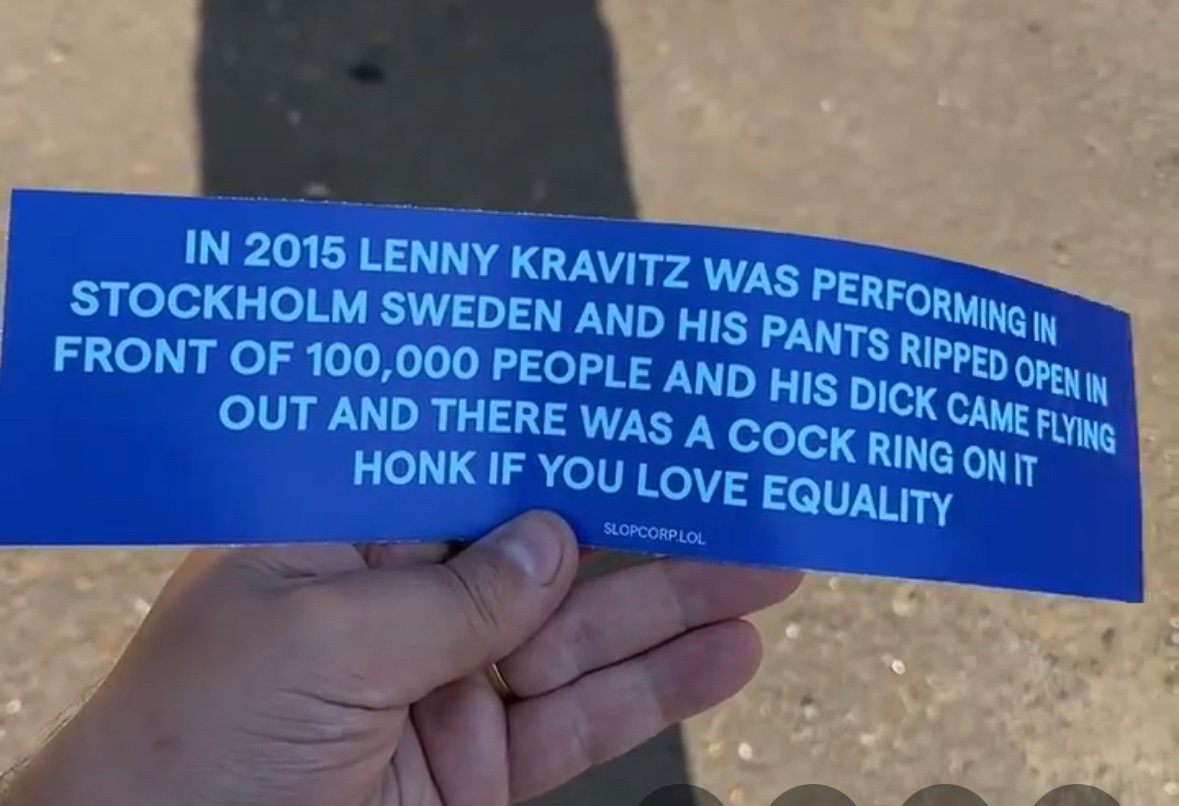 IN 2015 LENNY KRAVITZ WAS PERFORMING IN
STOCKHOLM SWEDEN AND HIS PANTS RIPPED OPEN IN
FRONT OF 100,000 PEOPLE AND HIS DICK CAME FLYING
OUT AND THERE WAS A COCK RING ON IT
HONK IF YOU LOVE EQUALITY
SLOPCORP.LOL